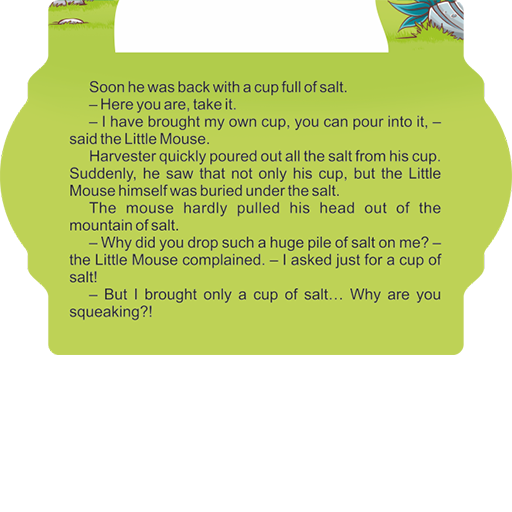 Soon he was back with a cup full of salt.
– Here you are, take it.
– I have brought my own cup, you can pour into it, –
said the Little Mouse.
Harvester quickly poured out all the salt from his cup.
Suddenly, he saw that not only his cup, but the Little
Mouse himself was buried under the salt.
The mouse hardly pulled his head out of the
mountain of salt.
– Why did you drop such a huge pile of salt on me? –
the Little Mouse complained. – I asked just for a cup of
salt!
– But I brought only a cup of salt… Why are you
squeaking?!